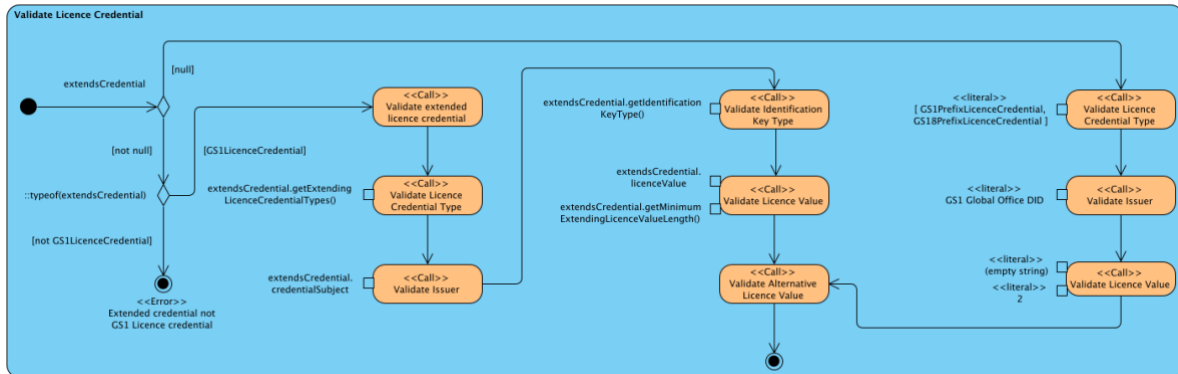 Validate Licence Credential
extendsCredential
[null]
[not null]
::typeof(extendsCredential)
[GS1LicenceCredential]
[not GS1LicenceCredential]
<<Error>>
Extended credential not
GS1 Licence credential
<<Call>>
Validate extended
licence credential
extendsCredential.getExtending
LicenceCredentialTypes()
<<Call>>
Validate Licence
Credential Type
extendsCredential.
credentialSubject
<<Call>>
Validate Issuer
extendsCredential.getIdentification
KeyType()
<<Call>>
Validate Identification
Key Type
extendsCredential.
licenceValue
extendsCredential.getMinimum
ExtendingLicenceValueLength()
<<Call>>
Validate Licence Value
<<Call>>
Validate Alternative
Licence Value
<<literal>>
[ GS1PrefixLicenceCredential,
GS18PrefixLicenceCredential ]
<<Call>>
Validate Licence
Credential Type
<<literal>>
GS1 Global Office DID
<<Call>>
Validate Issuer
<<literal>>
(empty string)
<<literal>>
2
<<Call>>
Validate Licence Value